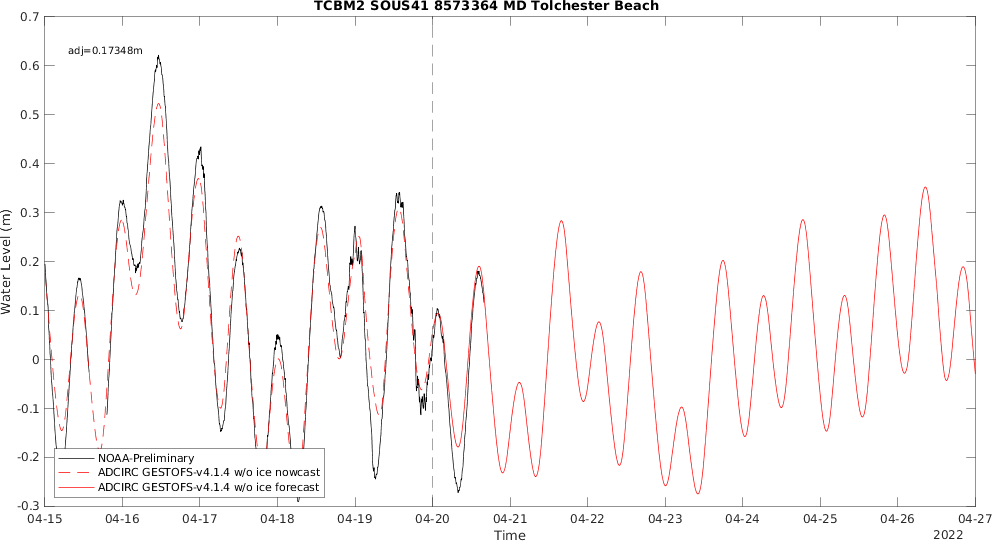 TCBM2 SOUS41 8573364 MD Tolchester Beach
adj=0.17348m
0.7
0.6
0.5
0.4
0.3
0.2
0.1
0
-0.1
-0.2
-0.3
Water Level (m)
NOAA-Preliminary
ADCIRC GESTOFS-v4.1.4 w/o ice nowcast
ADCIRC GESTOFS-v4.1.4 w/o ice forecast
04-15 04-16 04-17 04-18 04-19 04-20 04-21 04-22 04-23 04-24 04-25 04-26 04-27
Time
2022